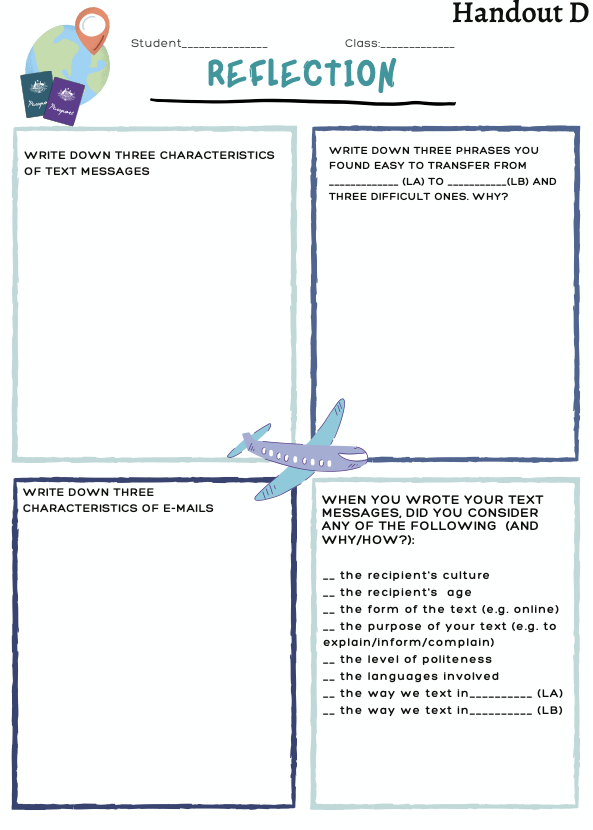 Handout D
Student______________ Class:____________
REFLECTION
Passport
WRITE DOWN THREE CHARACTERISTICS
OF TEXT MESSAGES
WRITE DOWN THREE PHRASES YOU
FOUND EASY TO TRANSFER FROM
_____________ (LA) TO ___________(LB) AND
THREE DIFFICULT ONES. WHY?
WRITE DOWN THREE
CHARACTERISTICS OF E-MAILS
WHEN YOU WROTE YOUR TEXT
MESSAGES, DID YOU CONSIDER
ANY OF THE FOLLOWING (AND
WHY/HOW?):
__ the recipient's culture
__ the recipient's age
__ the form of the text (e.g. online)
__ the purpose of your text (e.g. to
explain/inform/complain)
__ the level of politeness
__ the languages involved
__ the way we text in__________ (LA)
__ the way we text in__________ (LB)